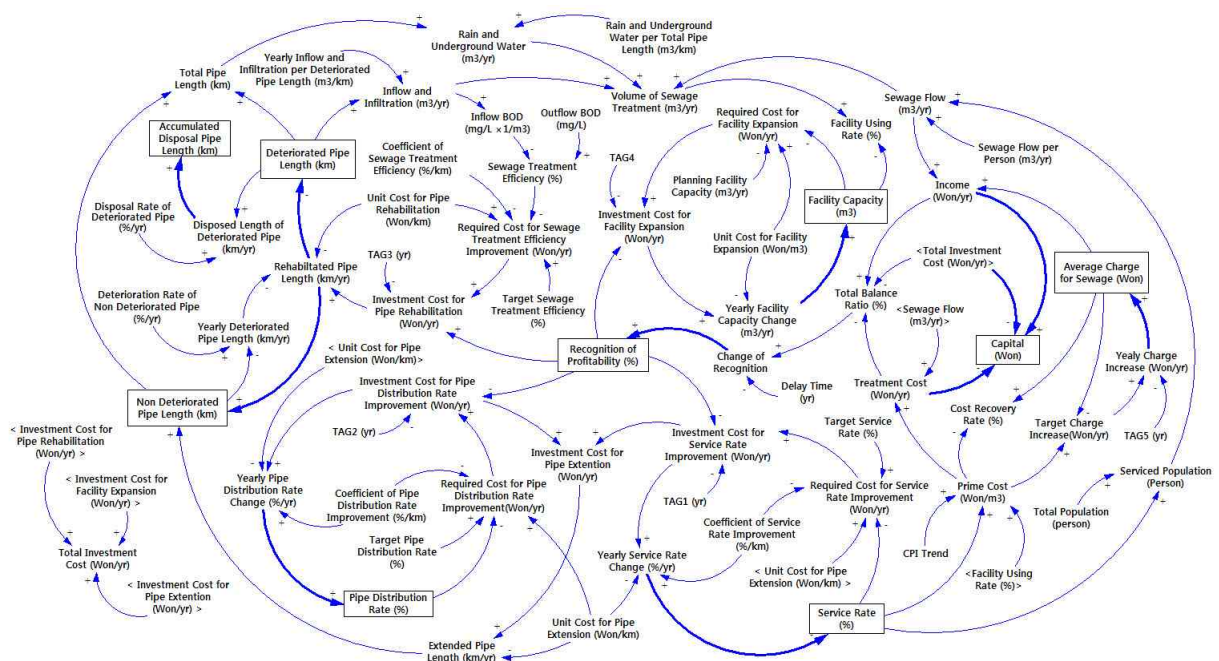 Rain and
Underground Water
(m3/yr)
Rain and Underground
Water per Total Pipe
Length (m3/km)
Yearly Inflow and
Infiltration per Deteriorated
Pipe Length (m3/km)
Total Pipe
Length (km)
Inflow and
Infiltration (m3/yr)
Volume of Sewage
Treatment (m3/yr)
Sewage Flow
(m3/yr)
Inflow BOD
(mg/L ×1/m3)
Outflow BOD
(mg/L)
Required Cost for
Facility Expansion
(Won/yr)
Facility Using
Rate (%)
Accumulated
Disposal Pipe
Length (km)
Deteriorated Pipe
Length (km)
Coefficient of
Sewage Treatment
Efficiency (%/km)
Sewage Treatment
Efficiency (%)
TAG4
Planning Facility
Capacity (m3/yr)
Sewage Flow per
Person (m3/yr)
Income
(Won/yr)
Disposal Rate of
Deteriorated Pipe
(%/yr)
Disposed Length of
Deteriorated Pipe
(km/yr)
Unit Cost for Pipe
Rehabilitation
(Won/km)
Required Cost for Sewage
Treatment Efficiency
Improvement (Won/yr)
Investment Cost for
Facility Expansion
(Won/yr)
Facility Capacity
(m3)
Unit Cost for Facility
Expansion (Won/m3)
<Total Investment
Cost (Won/yr)>
Average Charge
for Sewage (Won)
TAG3 (yr)
Rehabiltated Pipe
Length (km/yr)
Deterioration Rate of
Non Deteriorated Pipe
(%/yr)
Yearly Deteriorated
Pipe Length (km/yr)
Investment Cost for
Pipe Rehabilitation
(Won/yr)
Target Sewage
Treatment Efficiency
(%)
Yearly Facility
Capacity Change
(m3/yr)
Total Balance
Ratio (%)
<Sewage Flow
(m3/yr)>
Capital
(Won)
Yealy Charge
Increase (Won/yr)
< Unit Cost for Pipe
Extension (Won/km)>
Recognition of
Profitability (%)
Change of
Recognition
Delay Time
(yr)
Treatment Cost
(Won/yr)
Non Deteriorated
Pipe Length (km)
Investment Cost for Pipe
Distribution Rate
Improvement (Won/yr)
TAG2 (yr)
Cost Recovery
Rate (%)
Target Charge
Increase(Won/yr)
TAG5 (yr)
< Investment Cost for
Pipe Rehabilitation
(Won/yr) >
Investment Cost for
Pipe Extention
(Won/yr)
Investment Cost for
Service Rate
Improvement (Won/yr)
Target Service
Rate (%)
< Investment Cost for
Facility Expansion
(Won/yr) >
Yearly Pipe
Distribution Rate
Change (%/yr)
Coefficient of Pipe
Distribution Rate
Improvement (%/km)
Required Cost for Pipe
Distribution Rate
Improvement(Won/yr)
TAG1 (yr)
Required Cost for Service
Rate Improvement
(Won/yr)
Prime Cost
(Won/m3)
Serviced Population
(Person)
Total Population
(person)
Target Pipe
Distribution Rate
(%)
Coefficient of Service
Rate Improvement
(%/km)
CPI Trend
Total Investment
Cost (Won/yr)
< Investment Cost for
Pipe Extention
(Won/yr) >
Yearly Service Rate
Change (%/yr)
< Unit Cost for Pipe
Extension (Won/km) >
<Facility Using
Rate (%)>
Pipe Distribution
Rate (%)
Unit Cost for Pipe
Extension (Won/km)
Service Rate
(%)
Extended Pipe
Length (km/yr)